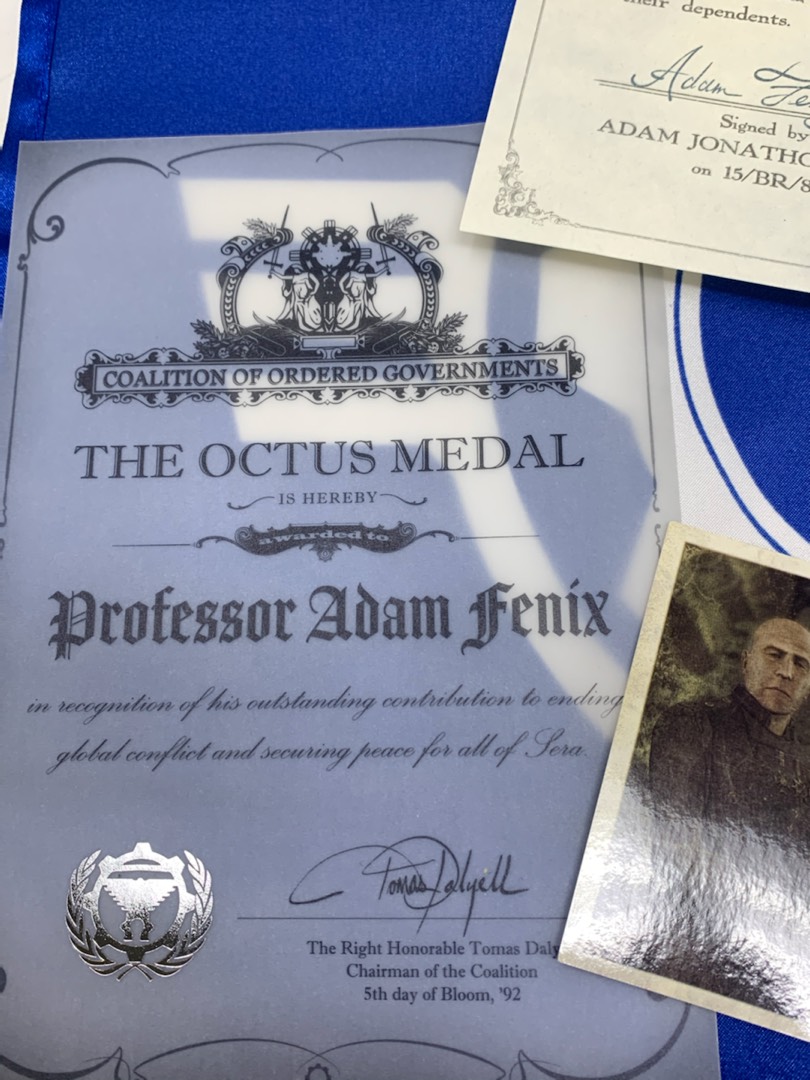 their dependents.
Adam
Signed by
ADAM JONATHO
on 15/BR/8
COALITION OF ORDERED GOVERNMENTS
THE OCTUS MEDAL
IS HEREBY
awarded to
Professor Adam Fenix
in recognition of his outstanding contribution to ending
global conflict and securing peace for all of Sera.
Tomas Dalyell
The Right Honorable Tomas Daly
Chairman of the Coalition
5th day of Bloom, '92